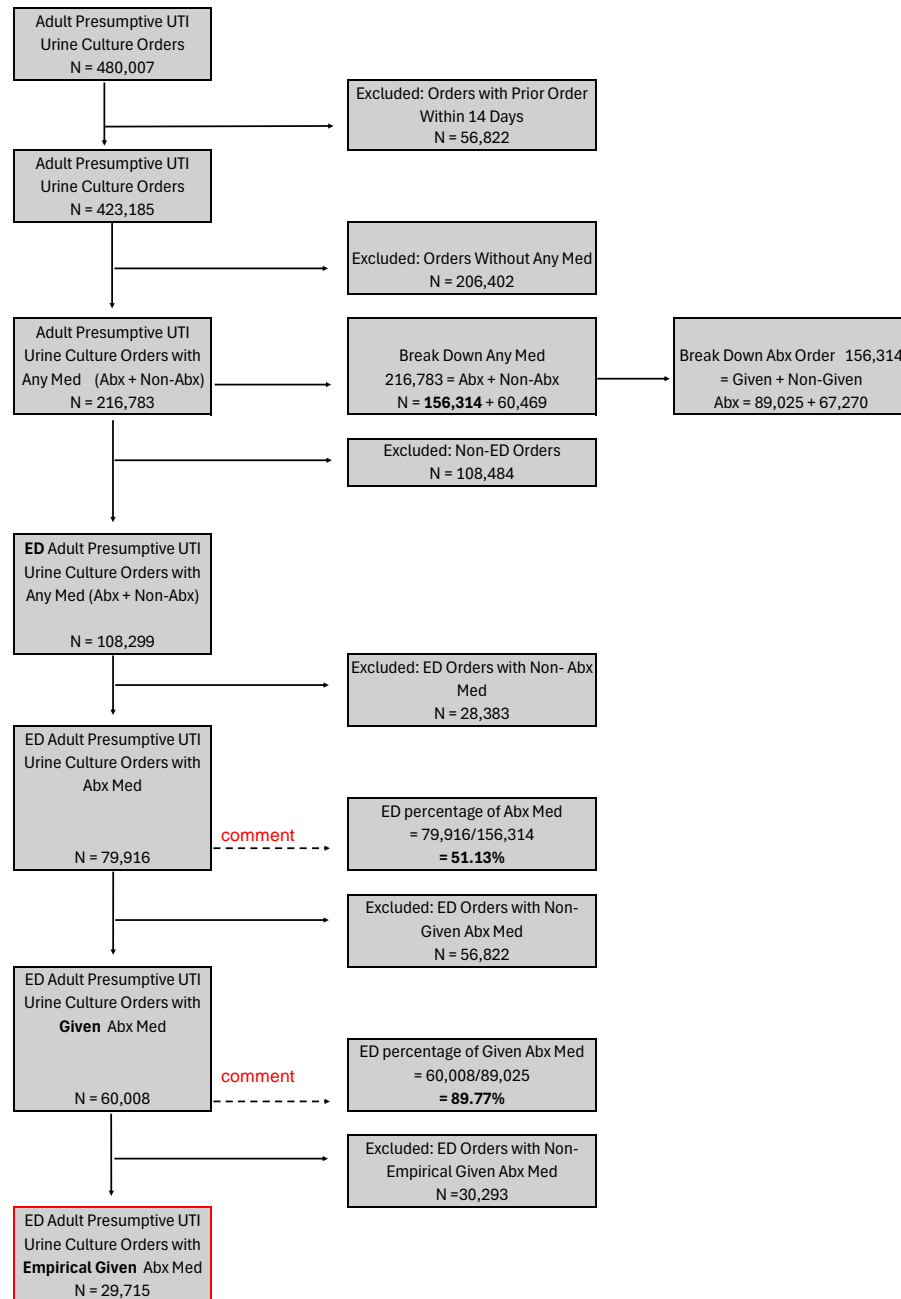 Adult Presumptive UTI
Urine Culture Orders
N = 480,007
Excluded: Orders with Prior Order
Within 14 Days
N = 56,822
Adult Presumptive UTI
Urine Culture Orders
N = 423,185
Excluded: Orders Without Any Med
N = 206,402
Adult Presumptive UTI
Urine Culture Orders with
Any Med (Abx + Non-Abx)
N = 216,783
Break Down Any Med
216,783 = Abx + Non-Abx
N = 156,314 + 60,469
Break Down Abx Order 156,314
= Given + Non-Given
Abx = 89,025 + 67,270
Excluded: Non-ED Orders
N = 108,484
ED Adult Presumptive UTI
Urine Culture Orders with
Any Med (Abx + Non-Abx)
N = 108,299
Excluded: ED Orders with Non- Abx
Med
N = 28,383
ED Adult Presumptive UTI
Urine Culture Orders with
Abx Med
N = 79,916
comment
ED percentage of Abx Med
= 79,916/156,314
= 51.13%
Excluded: ED Orders with Non-
Given Abx Med
N = 56,822
ED Adult Presumptive UTI
Urine Culture Orders with
Given Abx Med
N = 60,008
comment
ED percentage of Given Abx Med
= 60,008/89,025
= 89.77%
Excluded: ED Orders with Non-
Empirical Given Abx Med
N =30,293
ED Adult Presumptive UTI
Urine Culture Orders with
Empirical Given Abx Med
N = 29,715